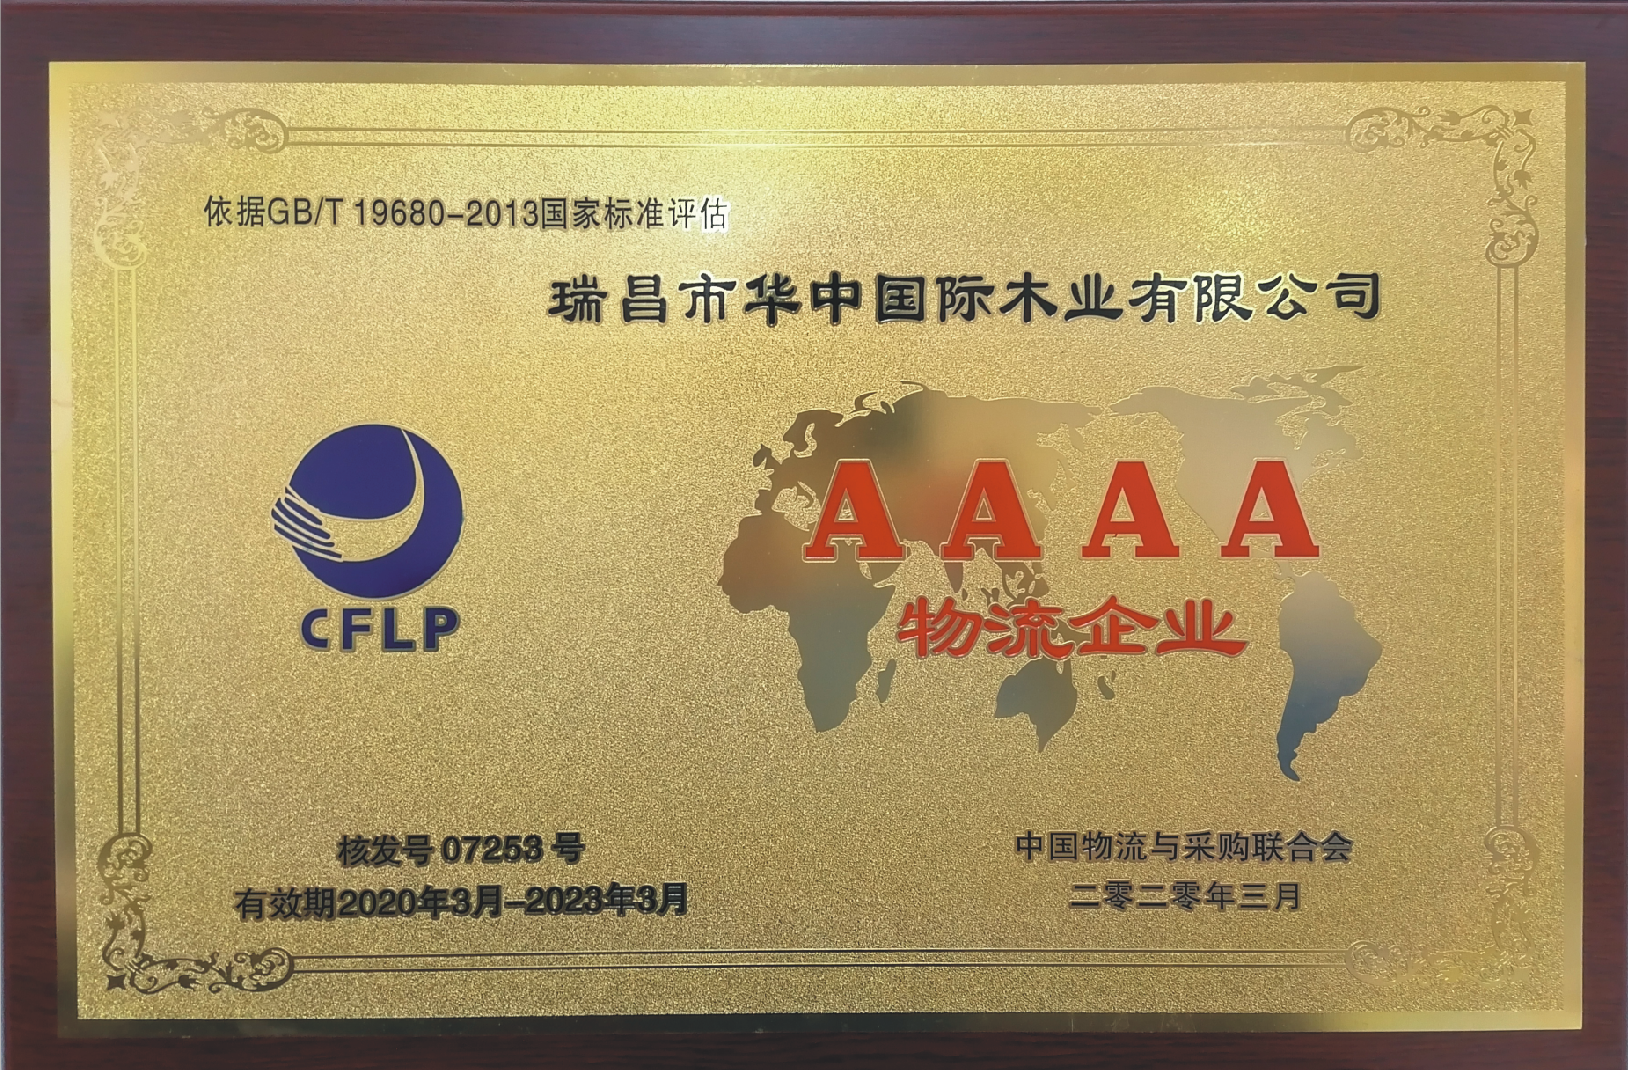 依据GB/T 19680-2013国家标准评估
瑞昌市华中国际木业有限公司
AAAA
物流企业
CFLP
核发号 07253 号
有效期2020年3月-2023年3月
中国物流与采购联合会
二零二零年三月